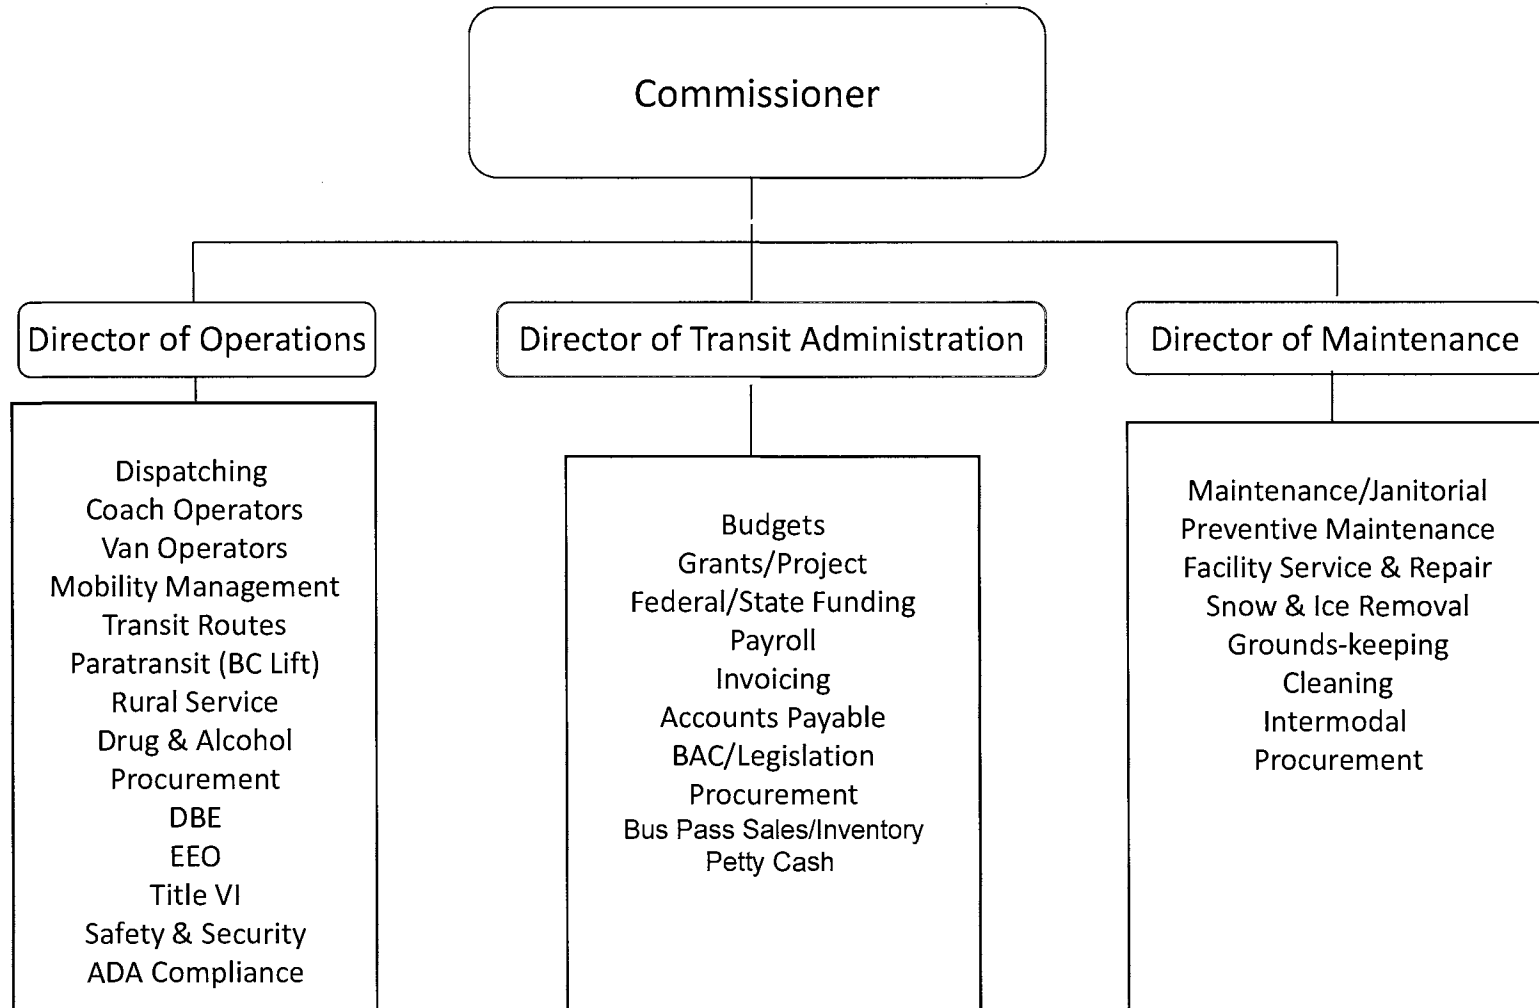 Commissioner
Director of Operations
Dispatching
Coach Operators
Van Operators
Mobility Management
Transit Routes
Paratransit (BC Lift)
Rural Service
Drug & Alcohol
Procurement
DBE
EEO
Title VI
Safety & Security
ADA Compliance
Director of Transit Administration
Budgets
Grants/Project
Federal/State Funding
Payroll
Invoicing
Accounts Payable
BAC/Legislation
Procurement
Bus Pass Sales/Inventory
Petty Cash
Director of Maintenance
Maintenance/Janitorial
Preventive Maintenance
Facility Service & Repair
Snow & Ice Removal
Grounds-keeping
Cleaning
Intermodal
Procurement